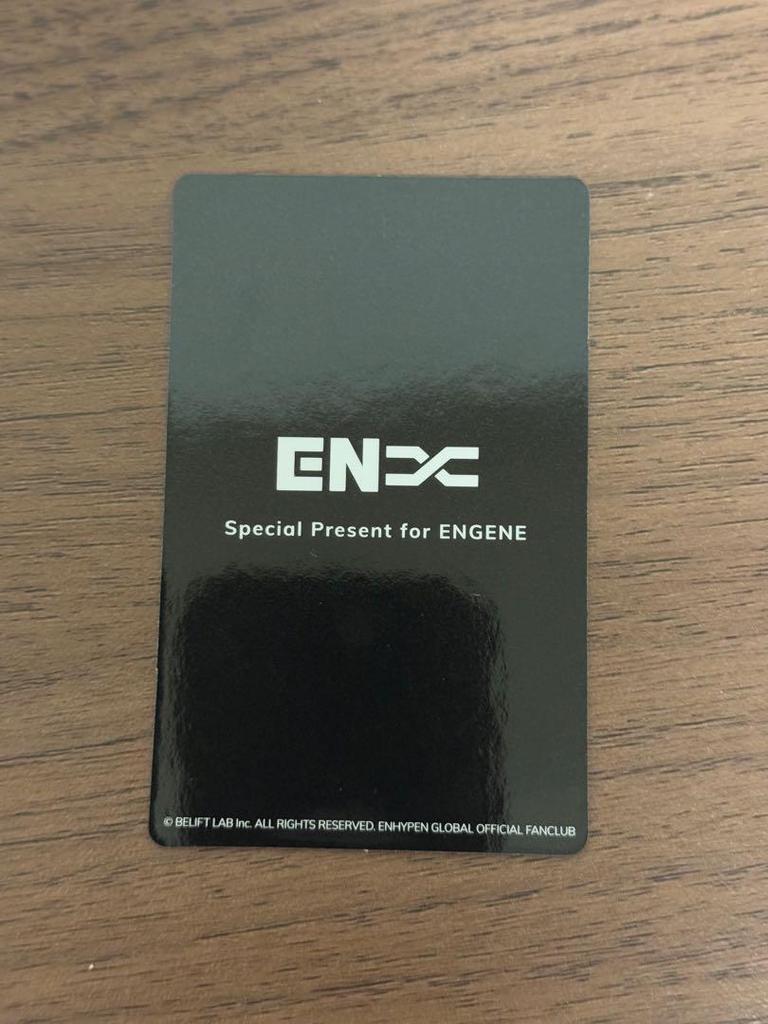 EN
Special Present for ENGENE
© BELIFT LAB Inc. ALL RIGHTS RESERVED. ENHYPEN GLOBAL OFFICIAL FANCLUB